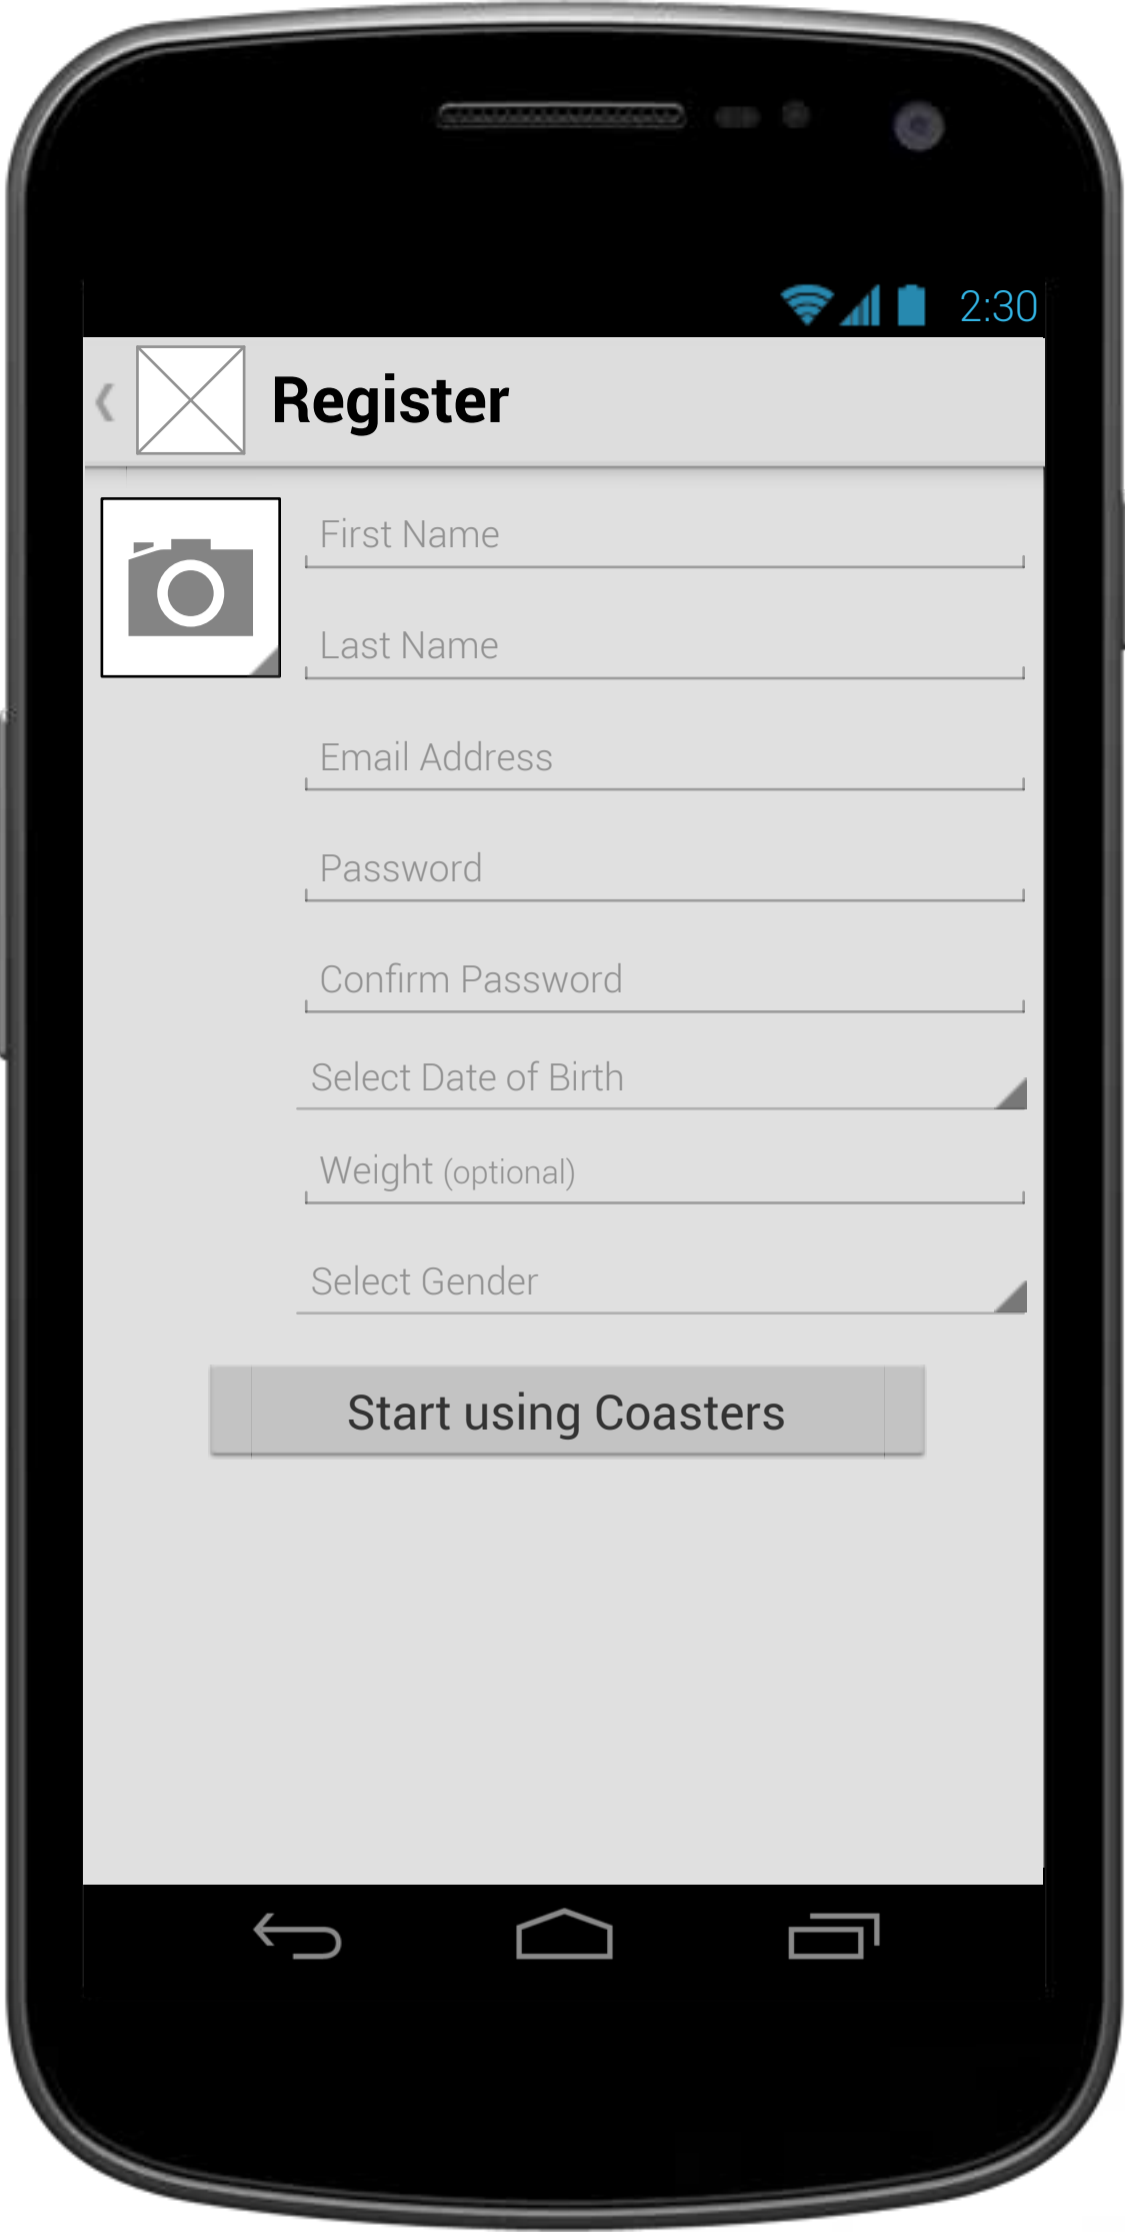 2:30
Register
First Name
Last Name
Email Address
Password
Confirm Password
Select Date of Birth
Weight (optional)
Select Gender
Start using Coasters